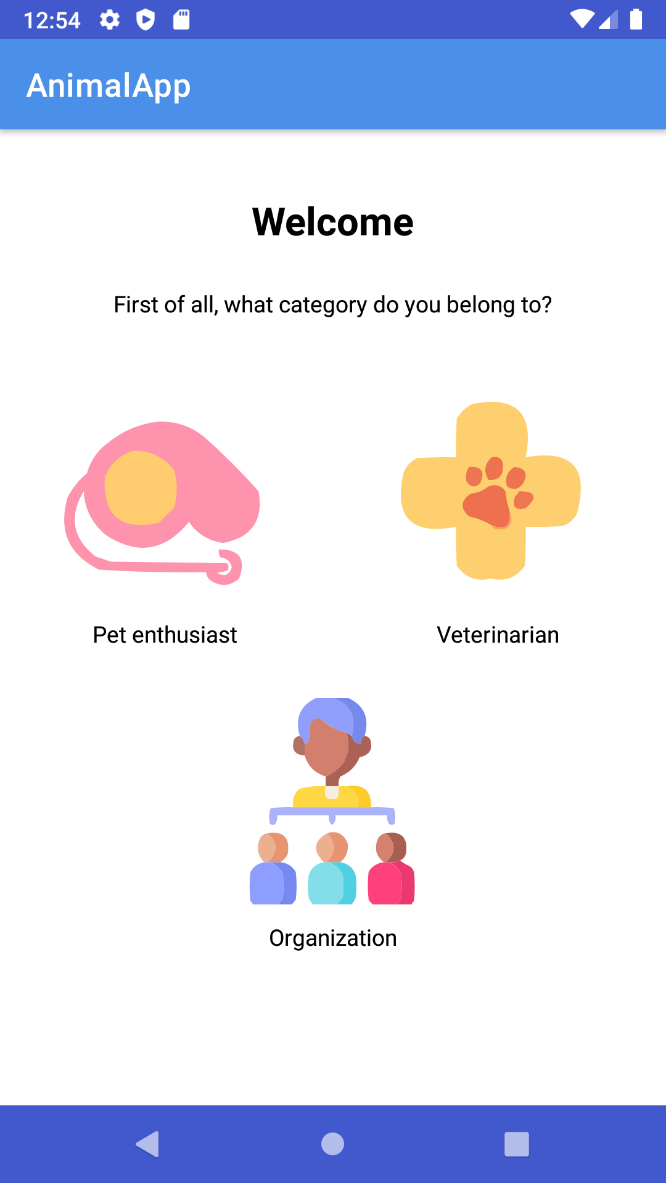 12:54
AnimalApp
Welcome
First of all, what category do you belong to?
Pet enthusiast
Veterinarian
Organization